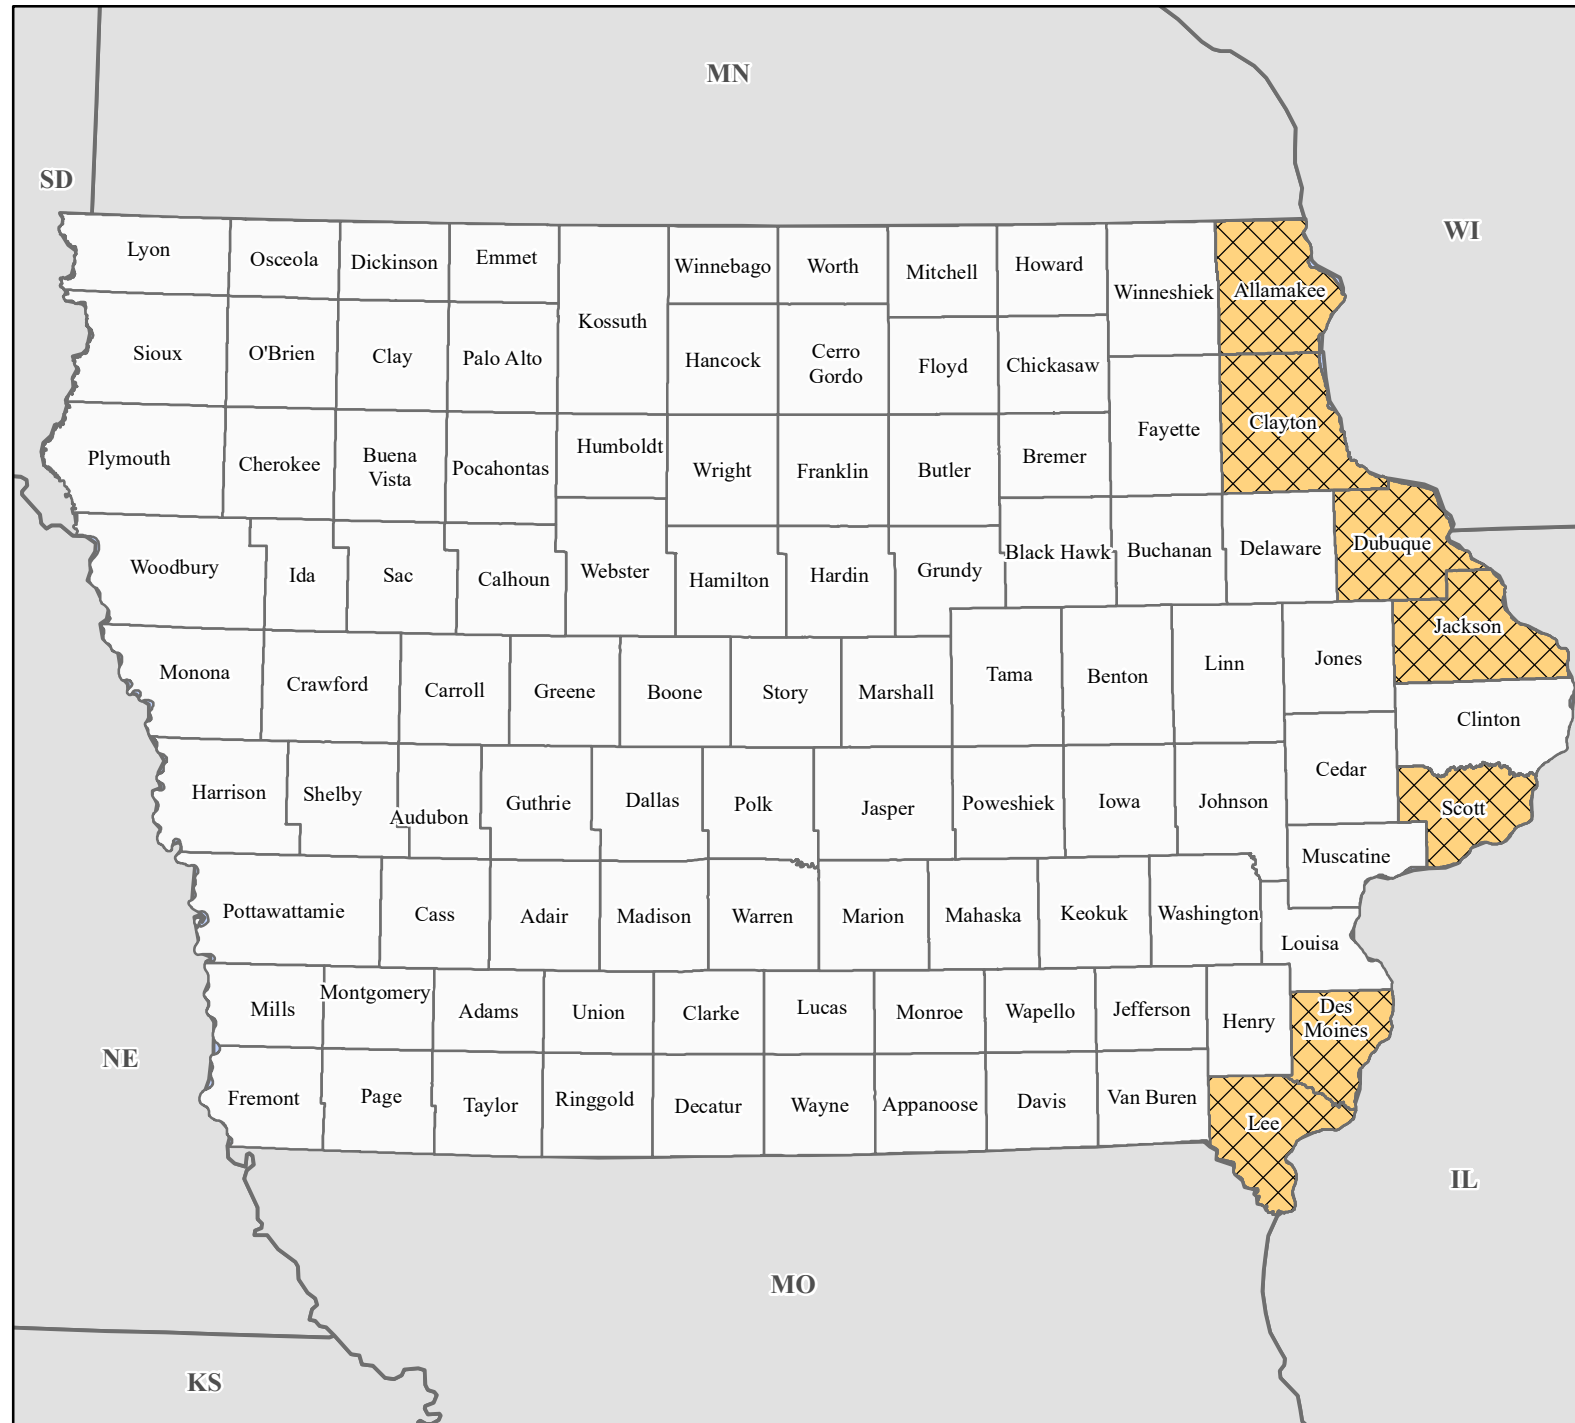 MN
SD
WI
Lyon
Osceola
Dickinson
Emmet
Winnebago
Worth
Mitchell
Howard
Winneshiek
Allamakee
Kossuth
Sioux
O'Brien
Clay
Palo Alto
Hancock
Cerro
Gordo
Floyd
Chickasaw
Fayette
Clayton
Plymouth
Cherokee
Buena
Vista
Pocahontas
Humboldt
Wright
Franklin
Butler
Bremer
Woodbury
Ida
Sac
Calhoun
Webster
Hamilton
Hardin
Grundy
Black Hawk
Buchanan
Delaware
Dubuque
Jackson
Monona
Crawford
Carroll
Greene
Boone
Story
Marshall
Tama
Benton
Linn
Jones
Clinton
Harrison
Shelby
Audubon
Guthrie
Dallas
Polk
Jasper
Poweshiek
Iowa
Johnson
Cedar
Scott
Muscatine
Pottawattamie
Cass
Adair
Madison
Warren
Marion
Mahaska
Keokuk
Washington
Louisa
Mills
Montgomery
Adams
Union
Clarke
Lucas
Monroe
Wapello
Jefferson
Henry
Des
Moines
NE
Fremont
Page
Taylor
Ringgold
Decatur
Wayne
Appanoose
Davis
Van Buren
Lee
IL
MO
KS